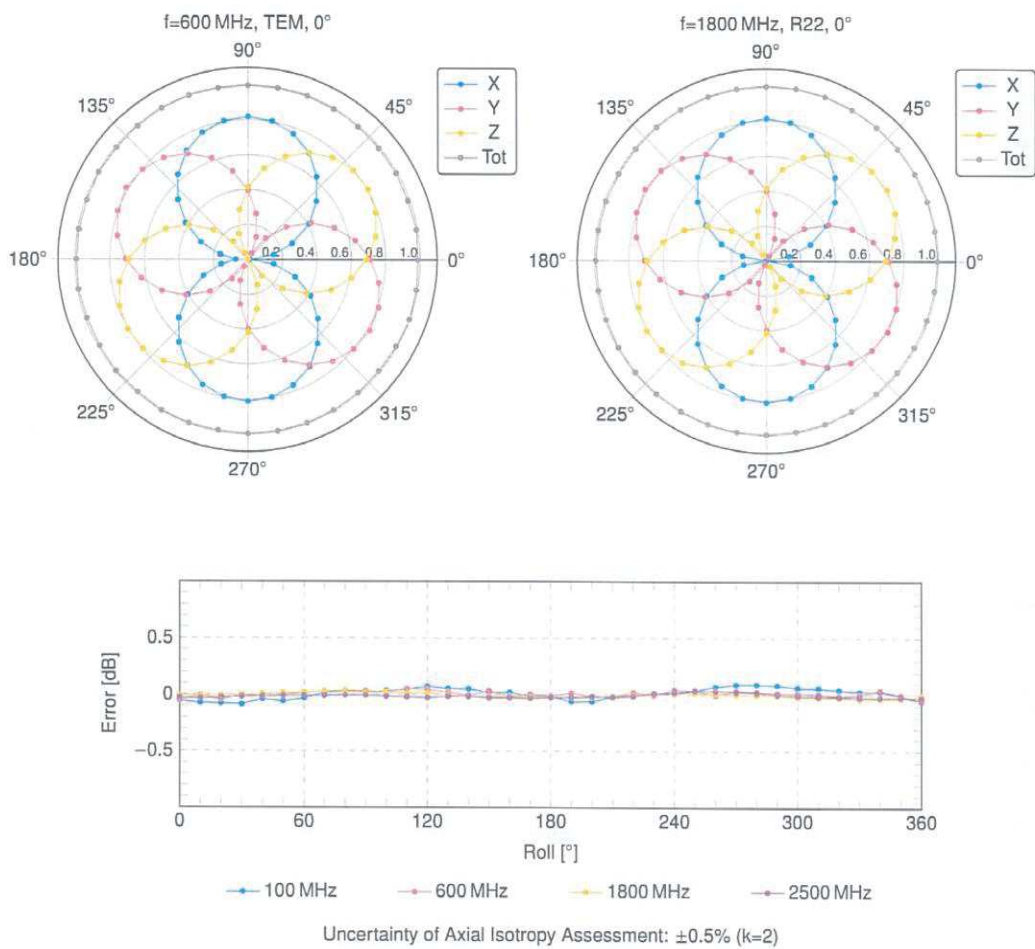 f=600 MHz, TEM, 0°
90°
135°
45°
X
Y
Z
Tot
180°
0.2 0.4 0.6 0.8 1.0
0°
225°
315°
270°
f=1800 MHz, R22, 0°
90°
135°
45°
X
Y
Z
Tot
180°
0.2 0.4 0.6 0.8 1.0
0°
225°
315°
270°
Error [dB]
0.5
0
−0.5
0 60 120 180 240 300 360
Roll [°]
100 MHz 600 MHz 1800 MHz 2500 MHz
Uncertainty of Axial Isotropy Assessment: ±0.5% (k=2)